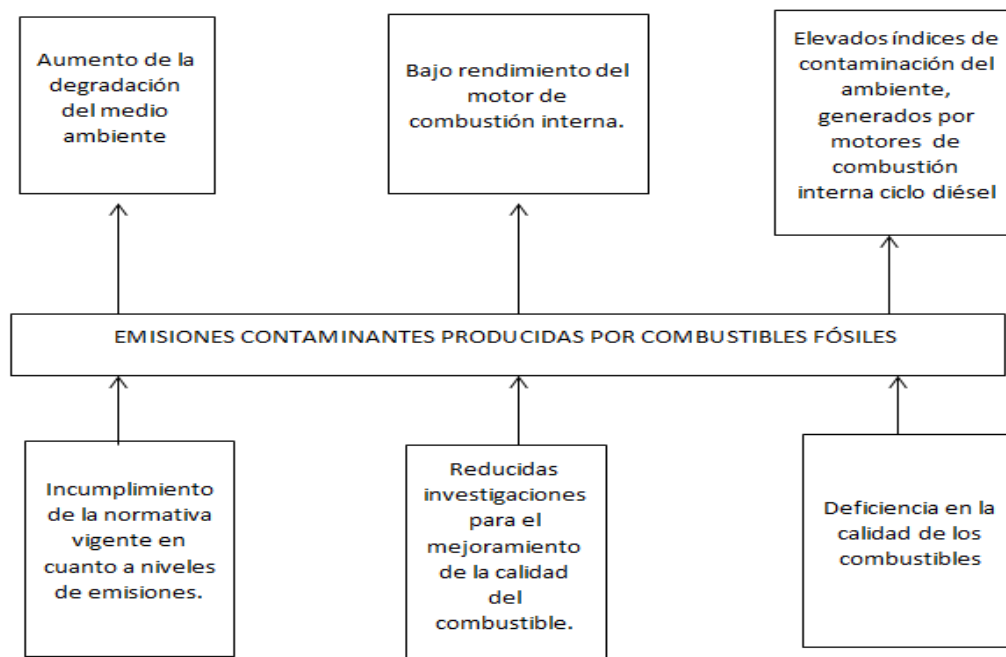 Aumento de la
degradación
del medio
ambiente
Bajo rendimiento del
motor de
combustión interna.
Elevados índices de
contaminación del
ambiente,
generados por
motores de
combustión
interna ciclo diésel
EMISIONES CONTAMINANTES PRODUCIDAS POR COMBUSTIBLES FÓSILES
Incumplimiento
de la normativa
vigente en
cuanto a niveles
de emisiones.
Reducidas
investigaciones
para el
mejoramiento
de la calidad
del
combustible.
Deficiencia en la
calidad de los
combustibles